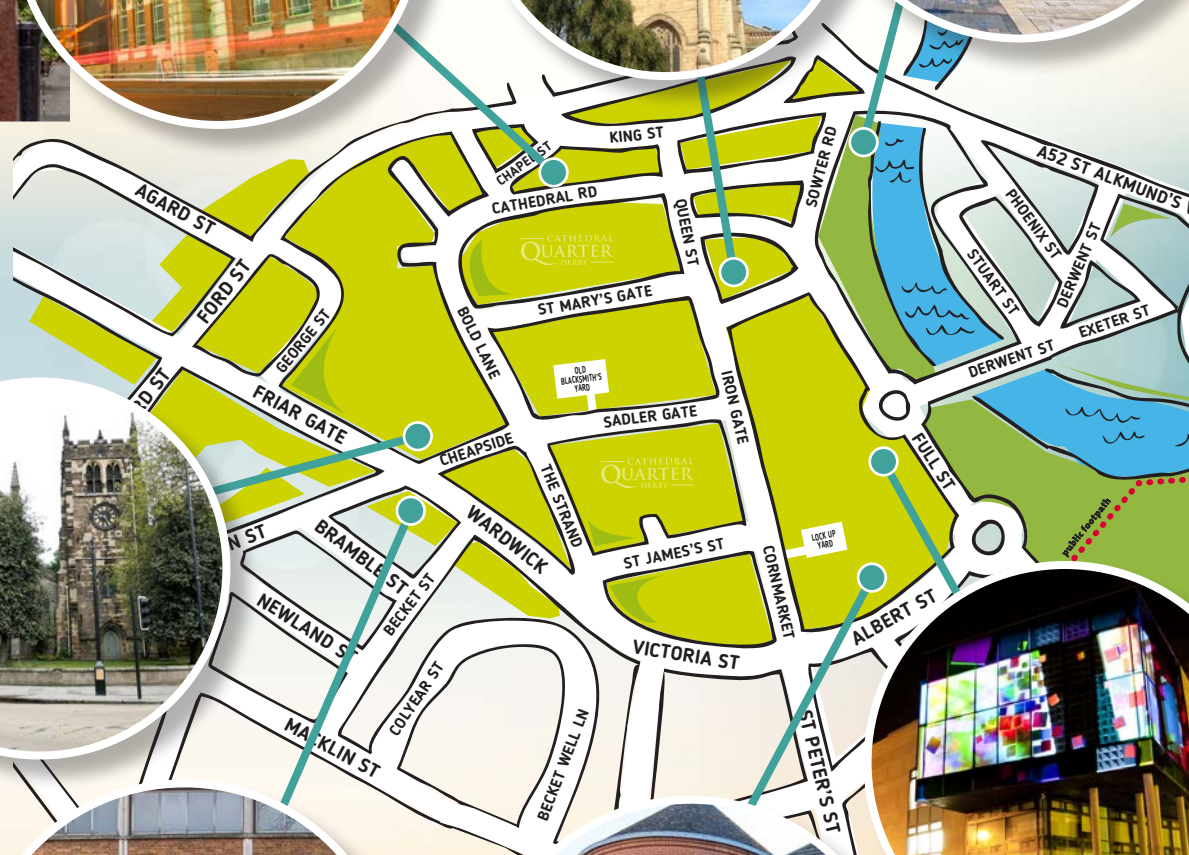 KING ST
CHAPEL ST
CATHEDRAL RD
A52 ST ALKMUND'S
AGARD ST
SOWTER RD
QUEEN ST
PHOENIX ST
CATHEDRAL
QUARTER
DERBY
FORD ST
STUART ST
DERWENT ST
ST MARY'S GATE
GEORGE ST
BOLD LANE
EXETER ST
DERWENT ST
OLD
BLACKSMITH'S
YARD
IRON GATE
FRIAR GATE
SADLER GATE
CHEAPSIDE
FULL ST
CATHEDRAL
QUARTER
DERBY
THE STRAND
WARDWICK
public footpath
N ST
BRAMBLE ST
LOCK UP
YARD
ST JAMES'S ST
CORNMARKET
BECKET ST
NEWLAND ST
ALBERT ST
VICTORIA ST
COLYEAR ST
MACKLIN ST
BECKET WELL LN
ST PETER'S ST